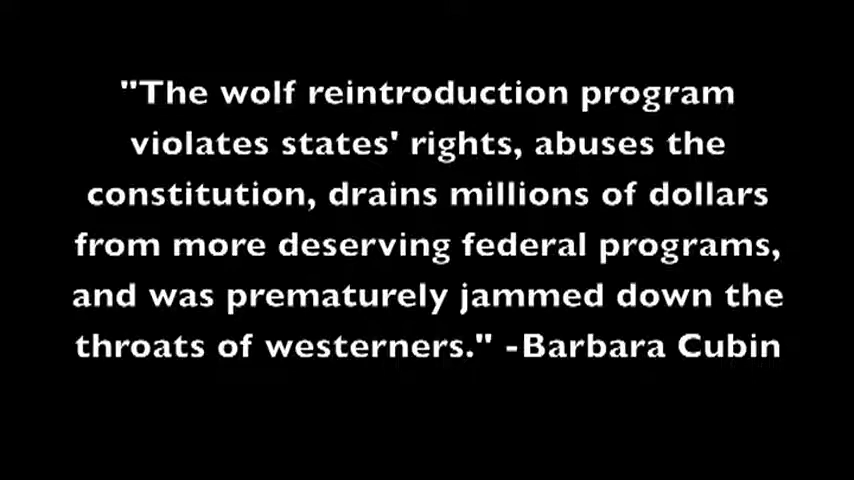 "The wolf reintroduction program
violates states' rights, abuses the
constitution, drains millions of dollars
from more deserving federal programs,
and was prematurely jammed down the
throats of westerners." -Barbara Cubin